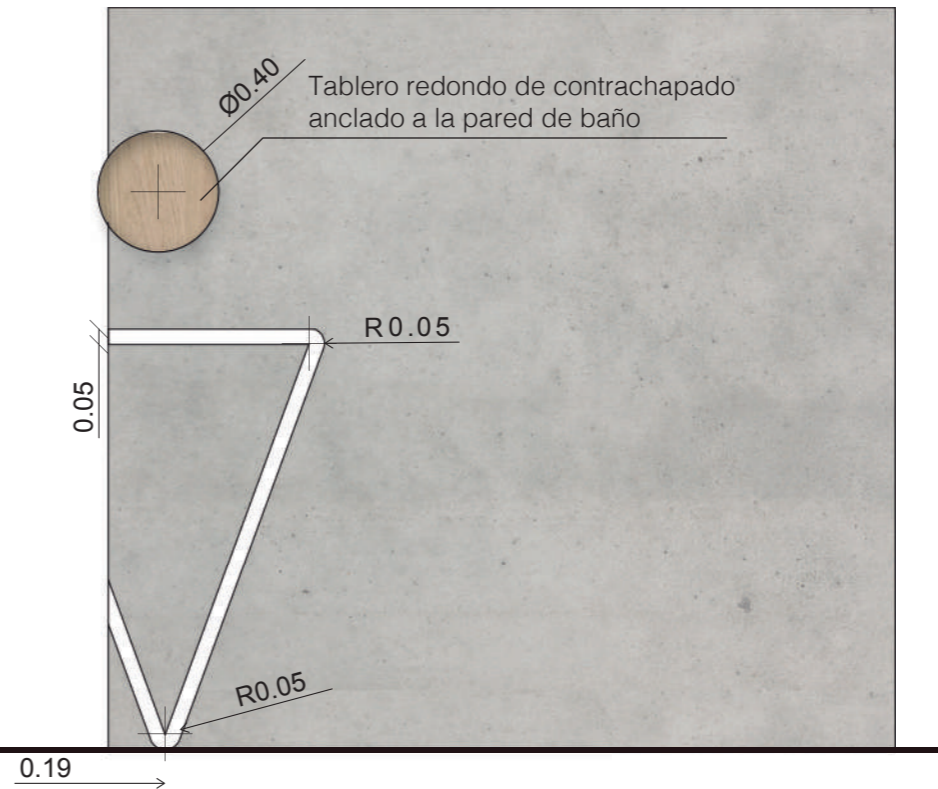 Ø0.40
Tablero redondo de contrachapado
anclado a la pared de baño
R0.05
0.05
R0.05
0.19